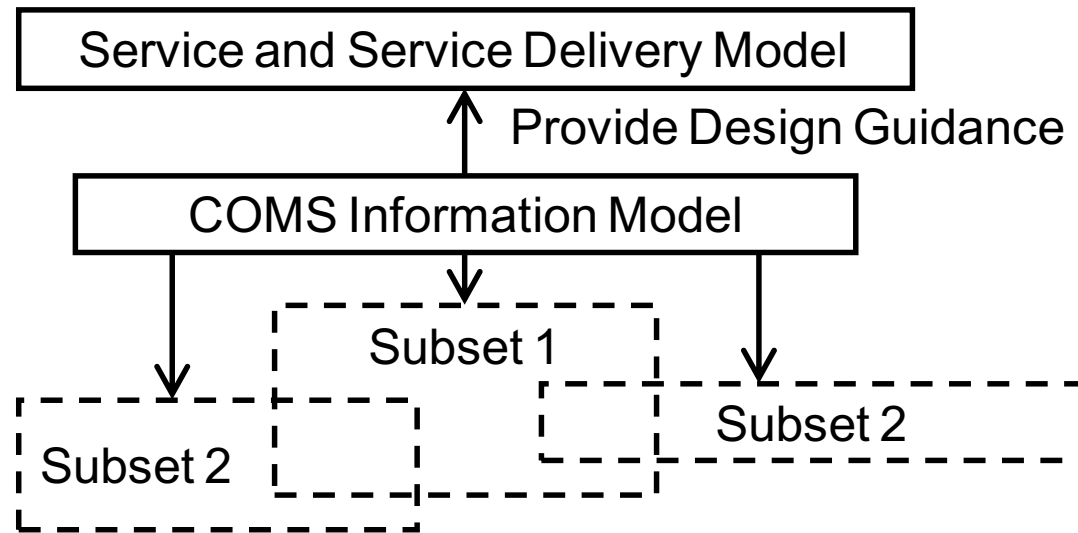 Service and Service Delivery Model
Provide Design Guidance
COMS Information Model
Subset 1
Subset 2
Subset 2